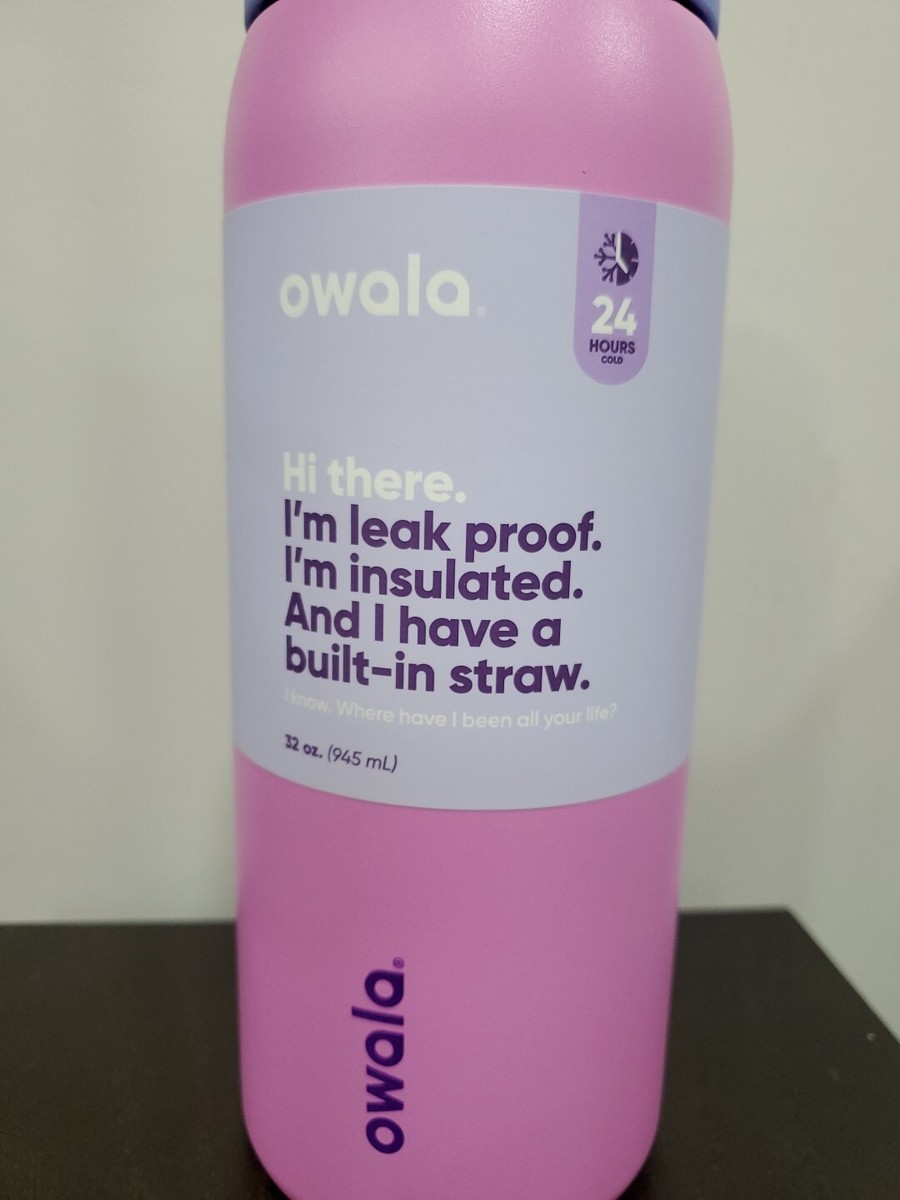 owala®
24
HOURS
COLD
Hi there.
I'm leak proof.
I'm insulated.
And I have a
built-in straw.
I know. Where have I been all your life?
32 oz. (945 mL)
owala®